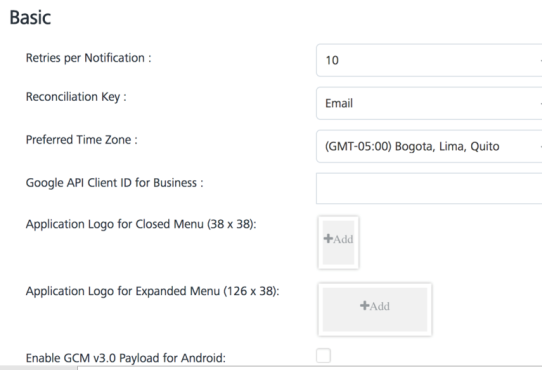 Basic
Retries per Notification :
10
Reconciliation Key :
Email
Preferred Time Zone :
(GMT-05:00) Bogota, Lima, Quito
Google API Client ID for Business :
Application Logo for Closed Menu (38 x 38):
+Add
Application Logo for Expanded Menu (126 x 38):
+Add
Enable GCM v3.0 Payload for Android: